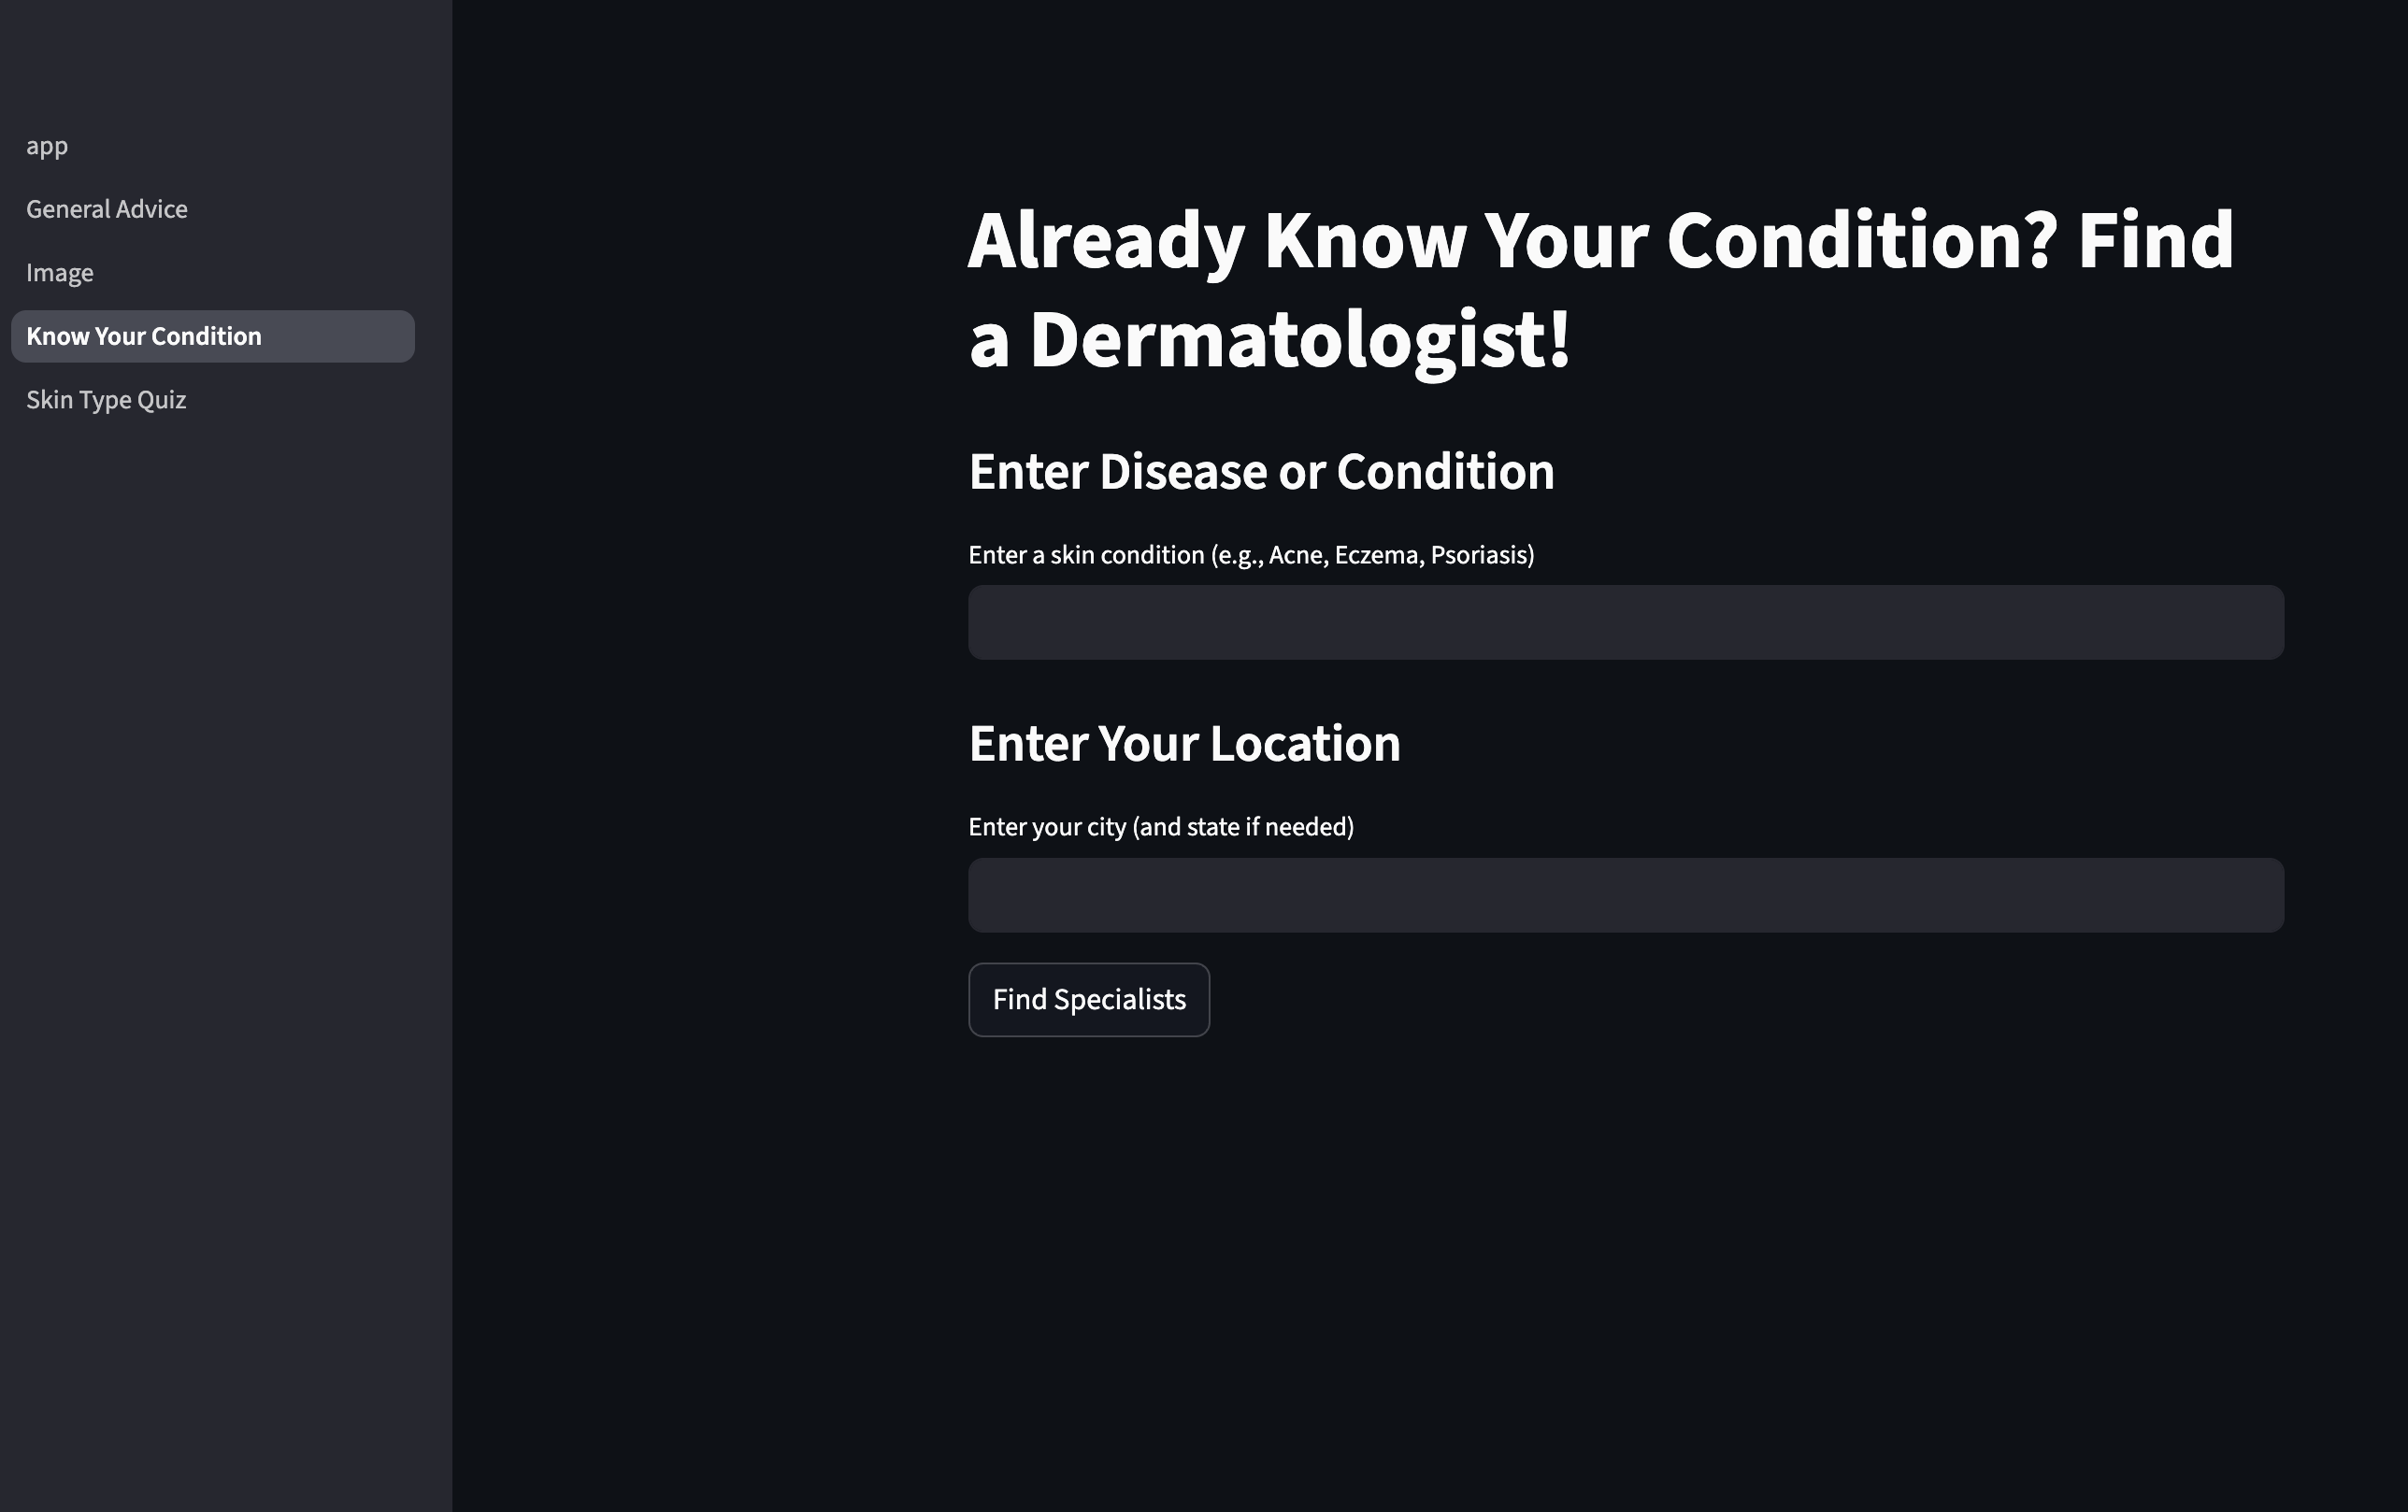 app
General Advice
Image
Know Your Condition
Skin Type Quiz
Already Know Your Condition? Find
a Dermatologist!
Enter Disease or Condition
Enter a skin condition (e.g., Acne, Eczema, Psoriasis)
Enter Your Location
Enter your city (and state if needed)
Find Specialists